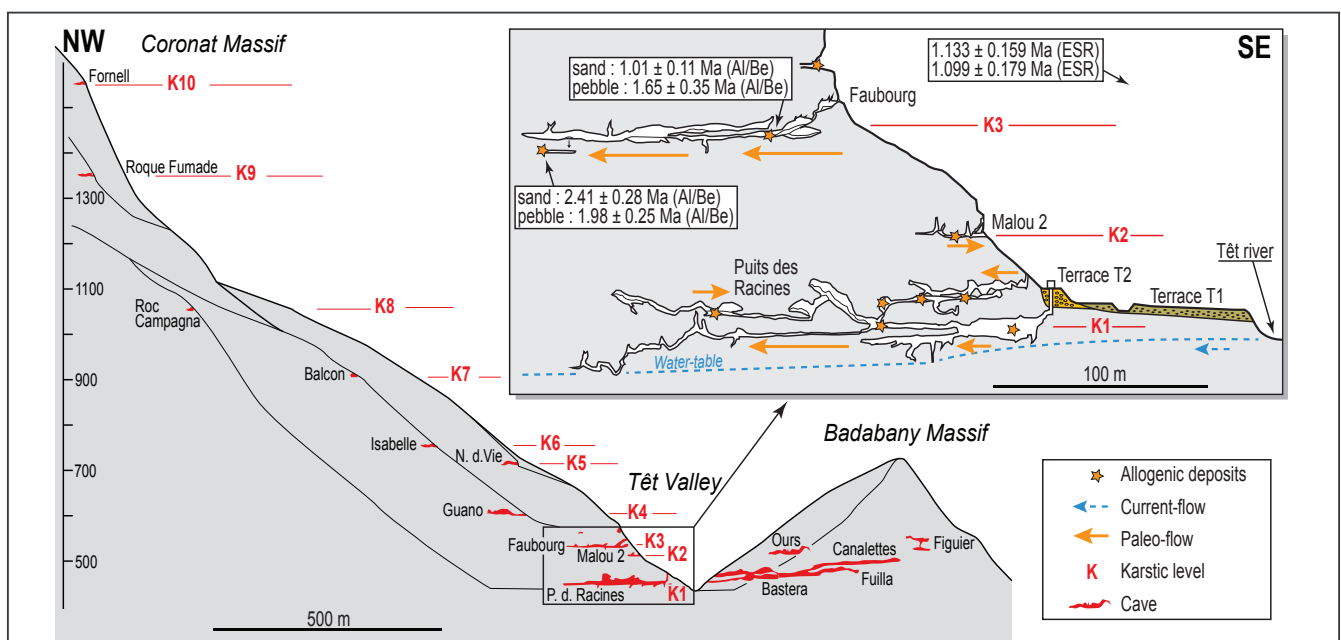 NW
Coronat Massif
Fornell
K10
Roque Fumade
K9
1300
1100
Roc
Campagna
K8
900
Balcon
K7
Isabelle
K6
N. d.Vie
K5
700
Têt Valley
Guano
K4
Faubourg
K3
Malou 2
K2
500
P. d. Racines
K1
500 m
Badabany Massif
Ours
Canalettes
Figuier
Fuilla
Bastera
SE
sand : 1.01 ± 0.11 Ma (Al/Be)
pebble : 1.65 ± 0.35 Ma (Al/Be)
1.133 ± 0.159 Ma (ESR)
1.099 ± 0.179 Ma (ESR)
Faubourg
K3
sand : 2.41 ± 0.28 Ma (Al/Be)
pebble : 1.98 ± 0.25 Ma (Al/Be)
Malou 2
K2
Têt river
Puits des
Racines
Terrace T2
Terrace T1
K1
Water-table
100 m
Allogenic deposits
Current-flow
Paleo-flow
K
Karstic level
Cave